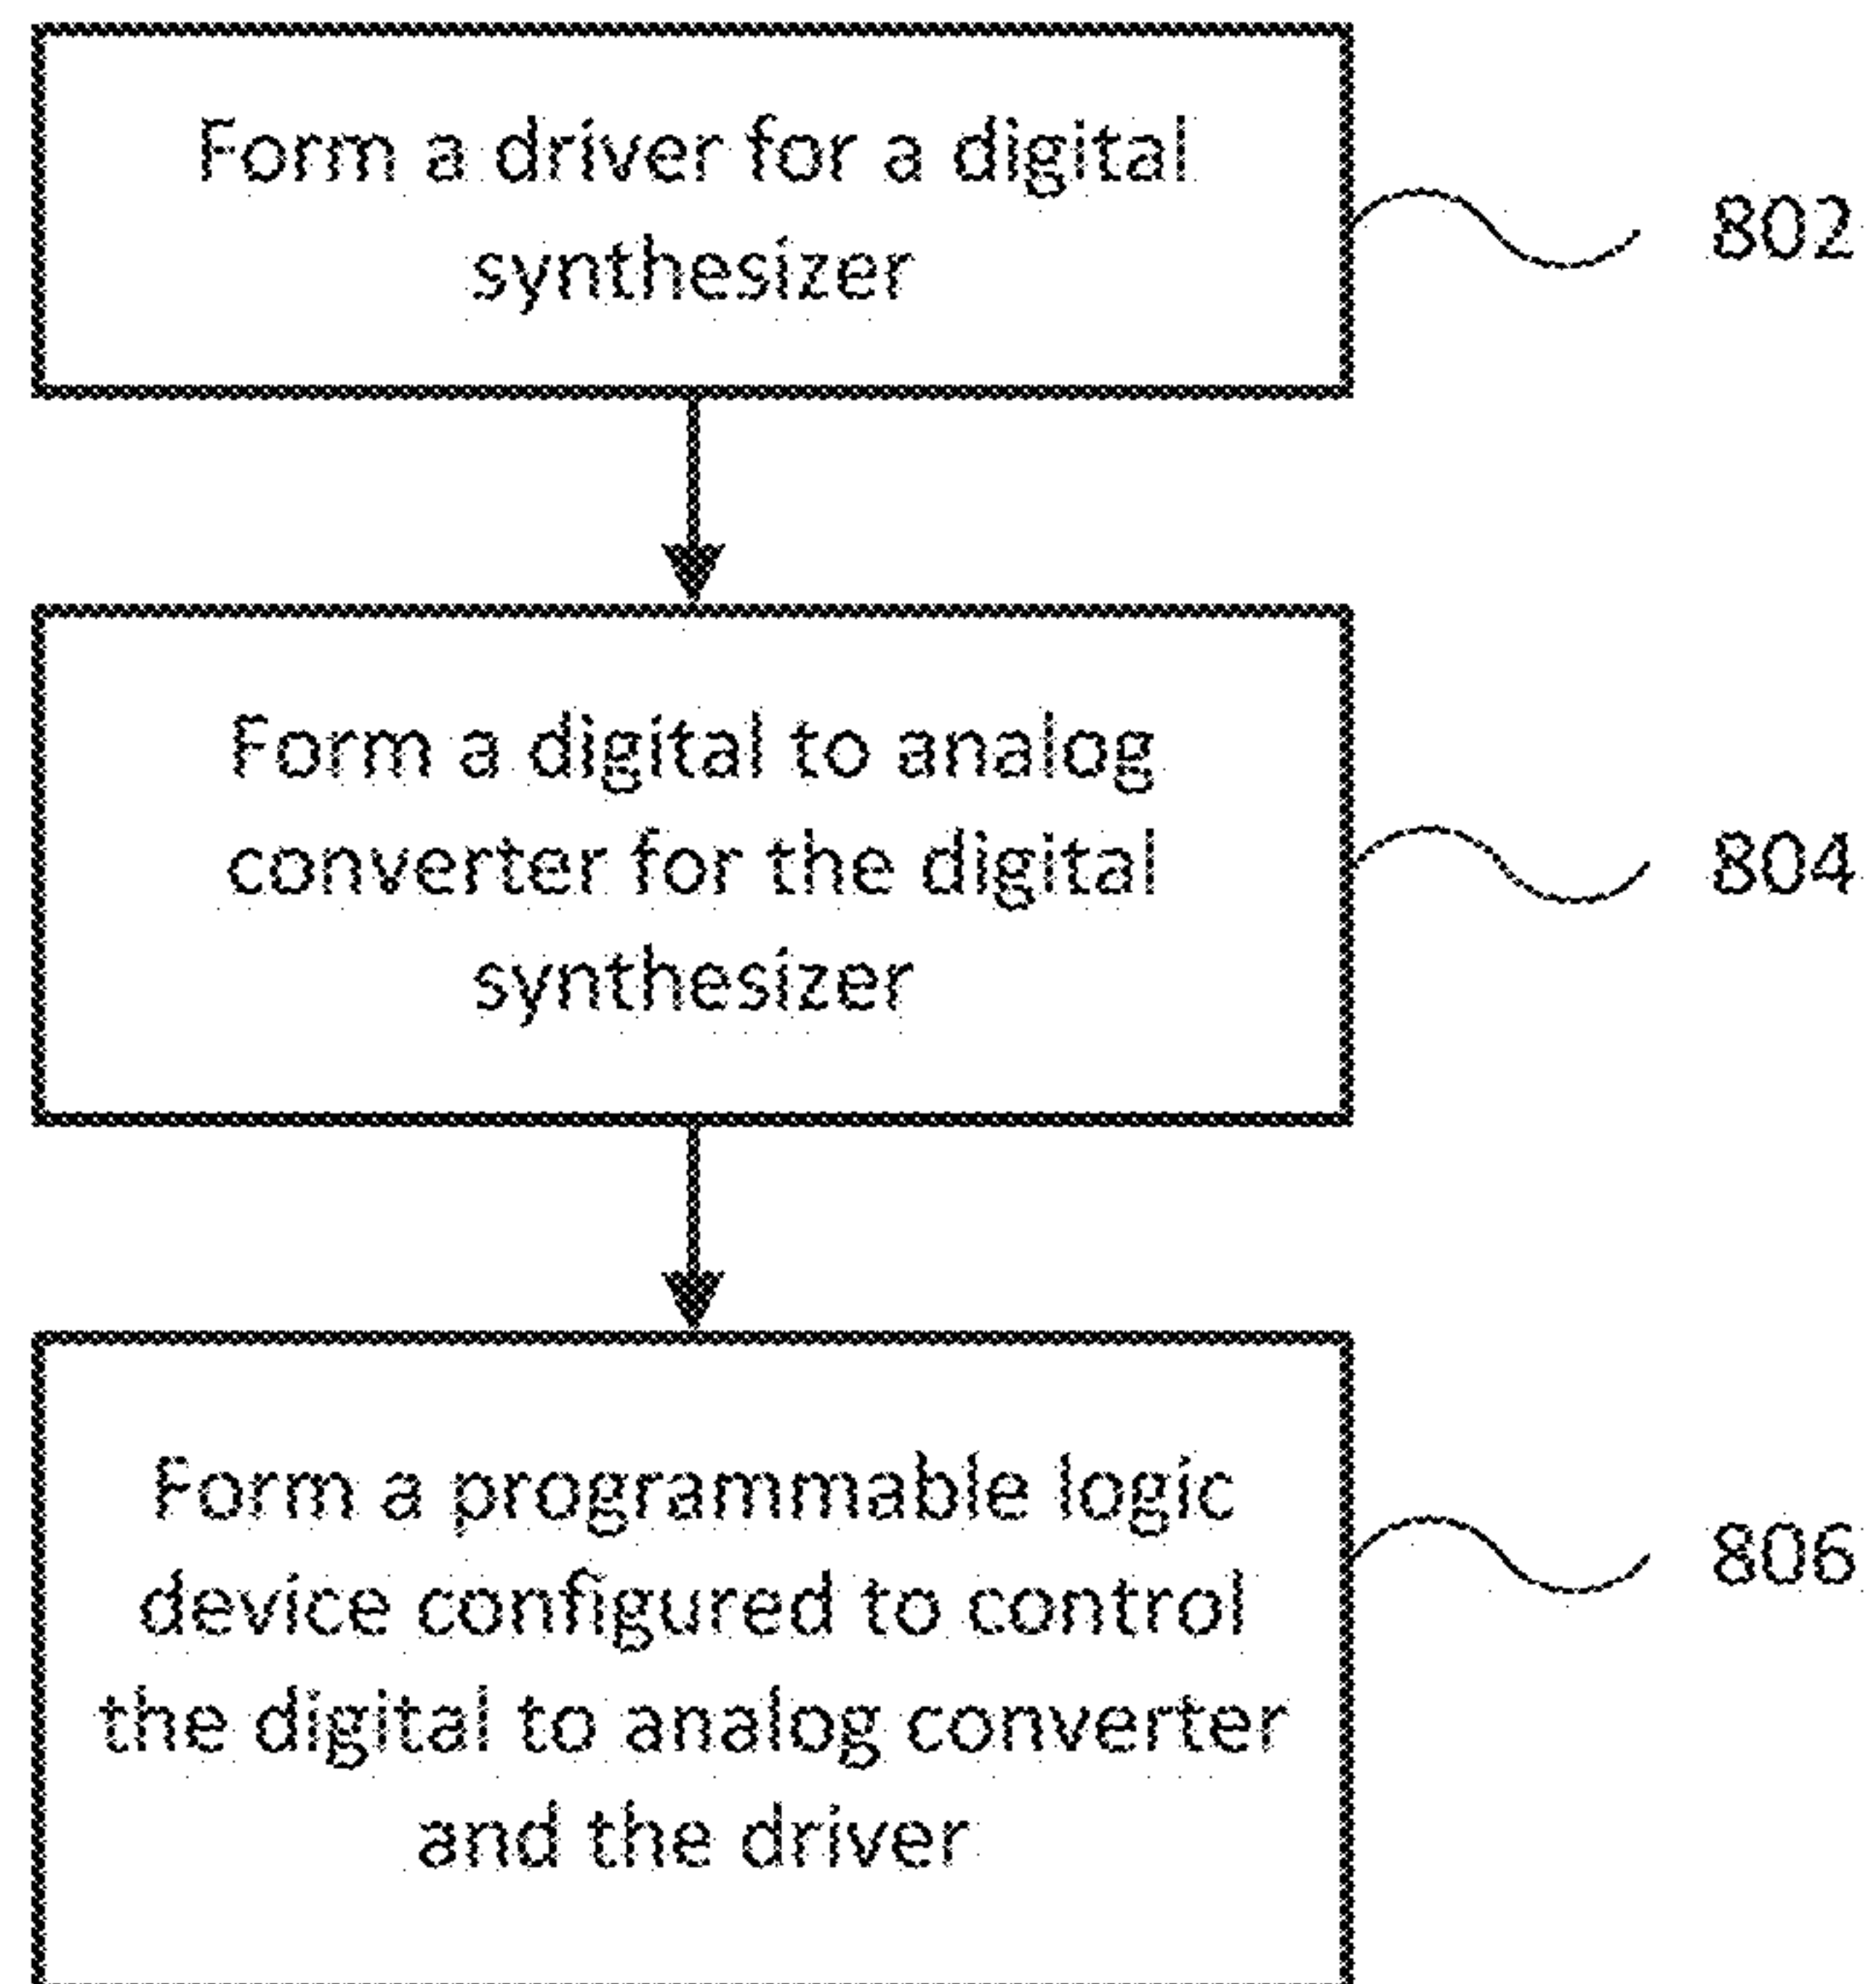 Form a driver for a digital
synthesizer
802
Form a digital to analog
converter for the digital
synthesizer
804
Form a programmable logic
device configured to control
the digital to analog converter
and the driver
806